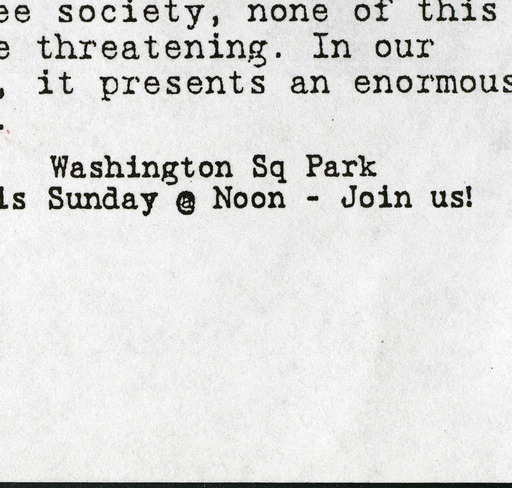 ee society, none of this
e threatening. In our
, it presents an enormous
.
Washington Sq Park
is Sunday @ Noon - Join us!